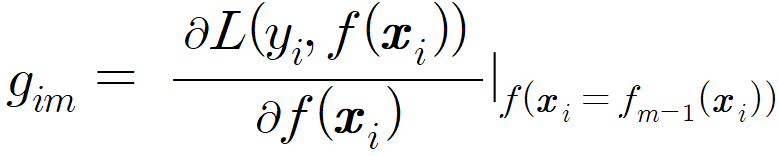 g_{im} = \frac{\partial L(y_i, f(\boldsymbol{x}_i))}{\partial f(\boldsymbol{x}_i)} |_{f(\boldsymbol{x}_i = f_{m-1}(\boldsymbol{x}_i))}